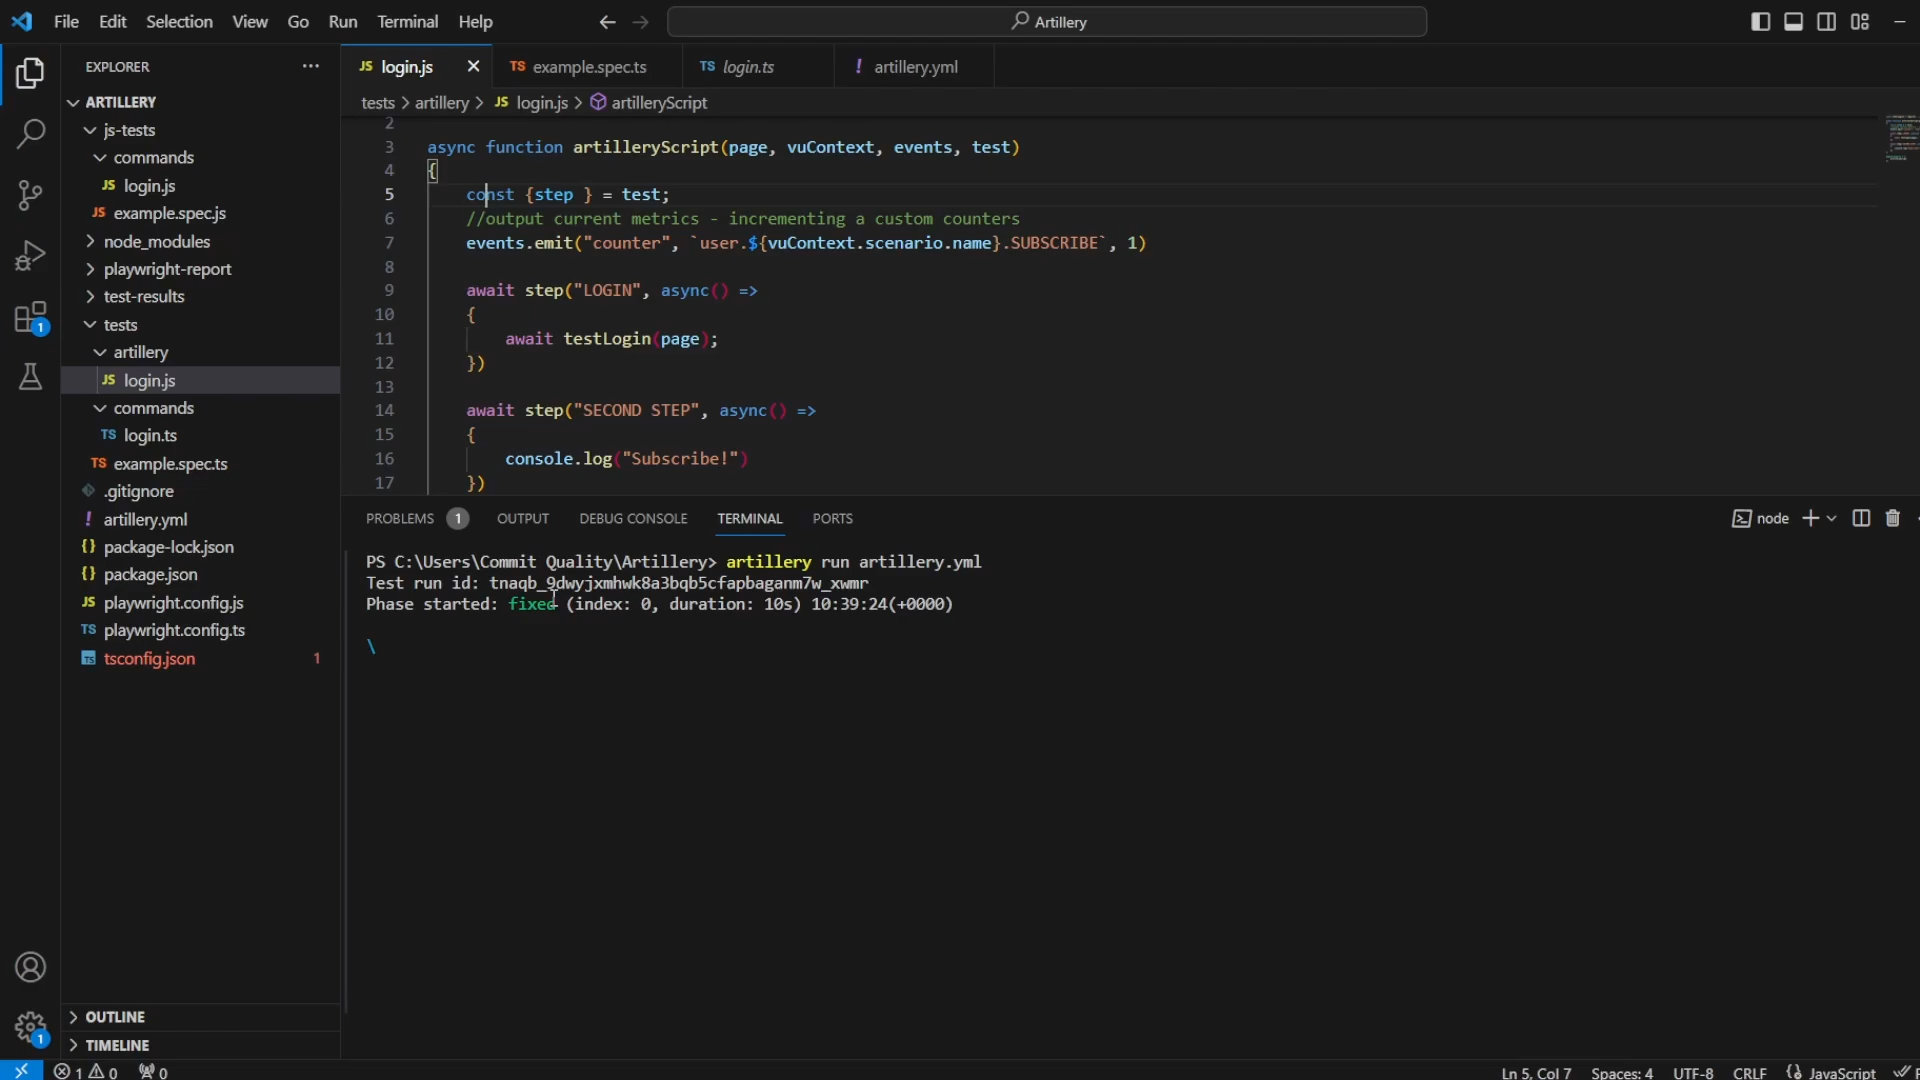 File Edit Selection View Go Run Terminal Help
Artillery
EXPLORER
ARTILLERY
js-tests
commands
JS login.js
JS example.spec.js
node_modules
playwright-report
test-results
tests
artillery
JS login.js
commands
TS login.ts
TS example.spec.ts
.gitignore
! artillery.yml
{} package-lock.json
{} package.json
JS playwright.config.js
TS playwright.config.ts
TS tsconfig.json 1
OUTLINE
TIMELINE
1
1
JS login.js TS example.spec.ts TS login.ts ! artillery.yml
tests > artillery > JS login.js > artilleryScript
2
3 async function artilleryScript(page, vuContext, events, test)
4 {
5 const {step } = test;
6 //output current metrics - incrementing a custom counters
7 events.emit("counter", `user.${vuContext.scenario.name}.SUBSCRIBE`, 1)
8
9 await step("LOGIN", async() =>
10 {
11 await testLogin(page);
12 })
13
14 await step("SECOND STEP", async() =>
15 {
16 console.log("Subscribe!")
17 })
PROBLEMS 1 OUTPUT DEBUG CONSOLE TERMINAL PORTS
node
PS C:\Users\Commit Quality\Artillery> artillery run artillery.yml
Test run id: tnaqb_9dwyjxmhwk8a3bqb5cfapbaganm7w_xwmr
Phase started: fixed (index: 0, duration: 10s) 10:39:24(+0000)
\
1 0 0
Ln 5, Col 7 Spaces: 4 UTF-8 CRLF {} JavaScript